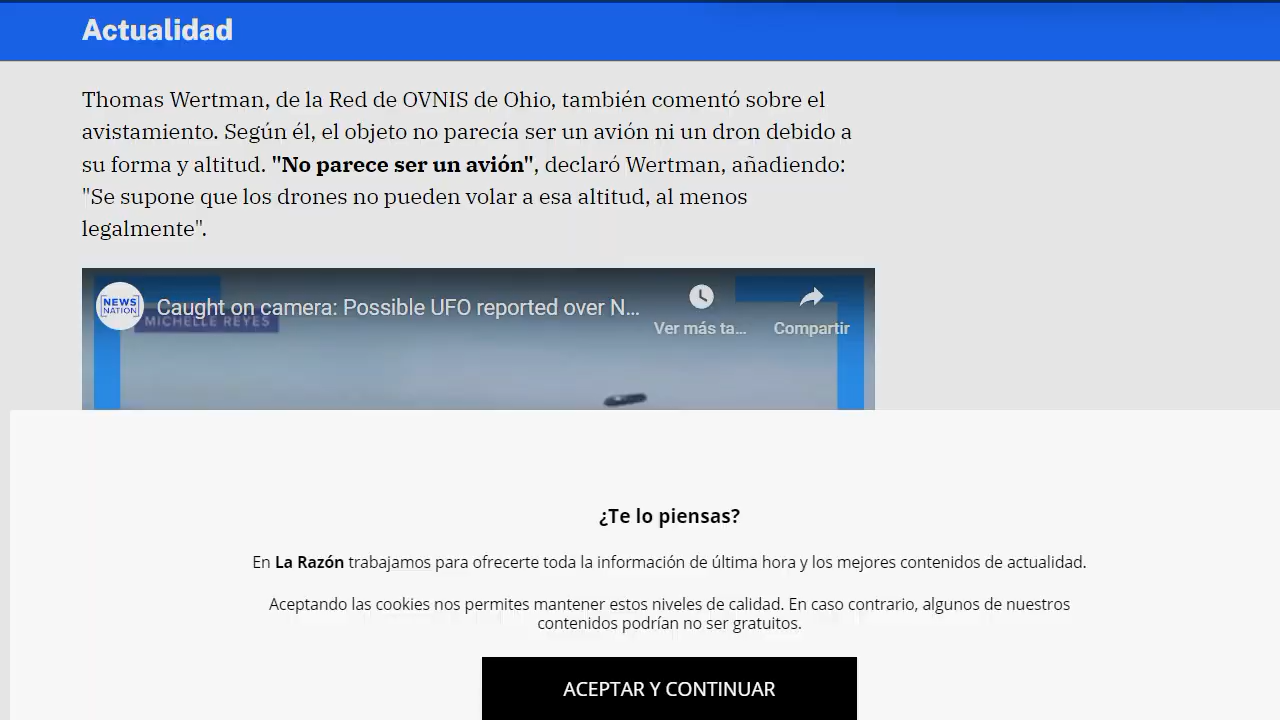 Actualidad
Thomas Wertman, de la Red de OVNIS de Ohio, también comentó sobre el
avistamiento. Según él, el objeto no parecía ser un avión ni un dron debido a
su forma y altitud. "No parece ser un avión", declaró Wertman, añadiendo:
"Se supone que los drones no pueden volar a esa altitud, al menos
legalmente".
NEWS
NATION
Caught on camera: Possible UFO reported over N...
MICHELLE REYES
Ver más ta...
Compartir
¿Te lo piensas?
En La Razón trabajamos para ofrecerte toda la información de última hora y los mejores contenidos de actualidad.
Aceptando las cookies nos permites mantener estos niveles de calidad. En caso contrario, algunos de nuestros
contenidos podrían no ser gratuitos.
ACEPTAR Y CONTINUAR